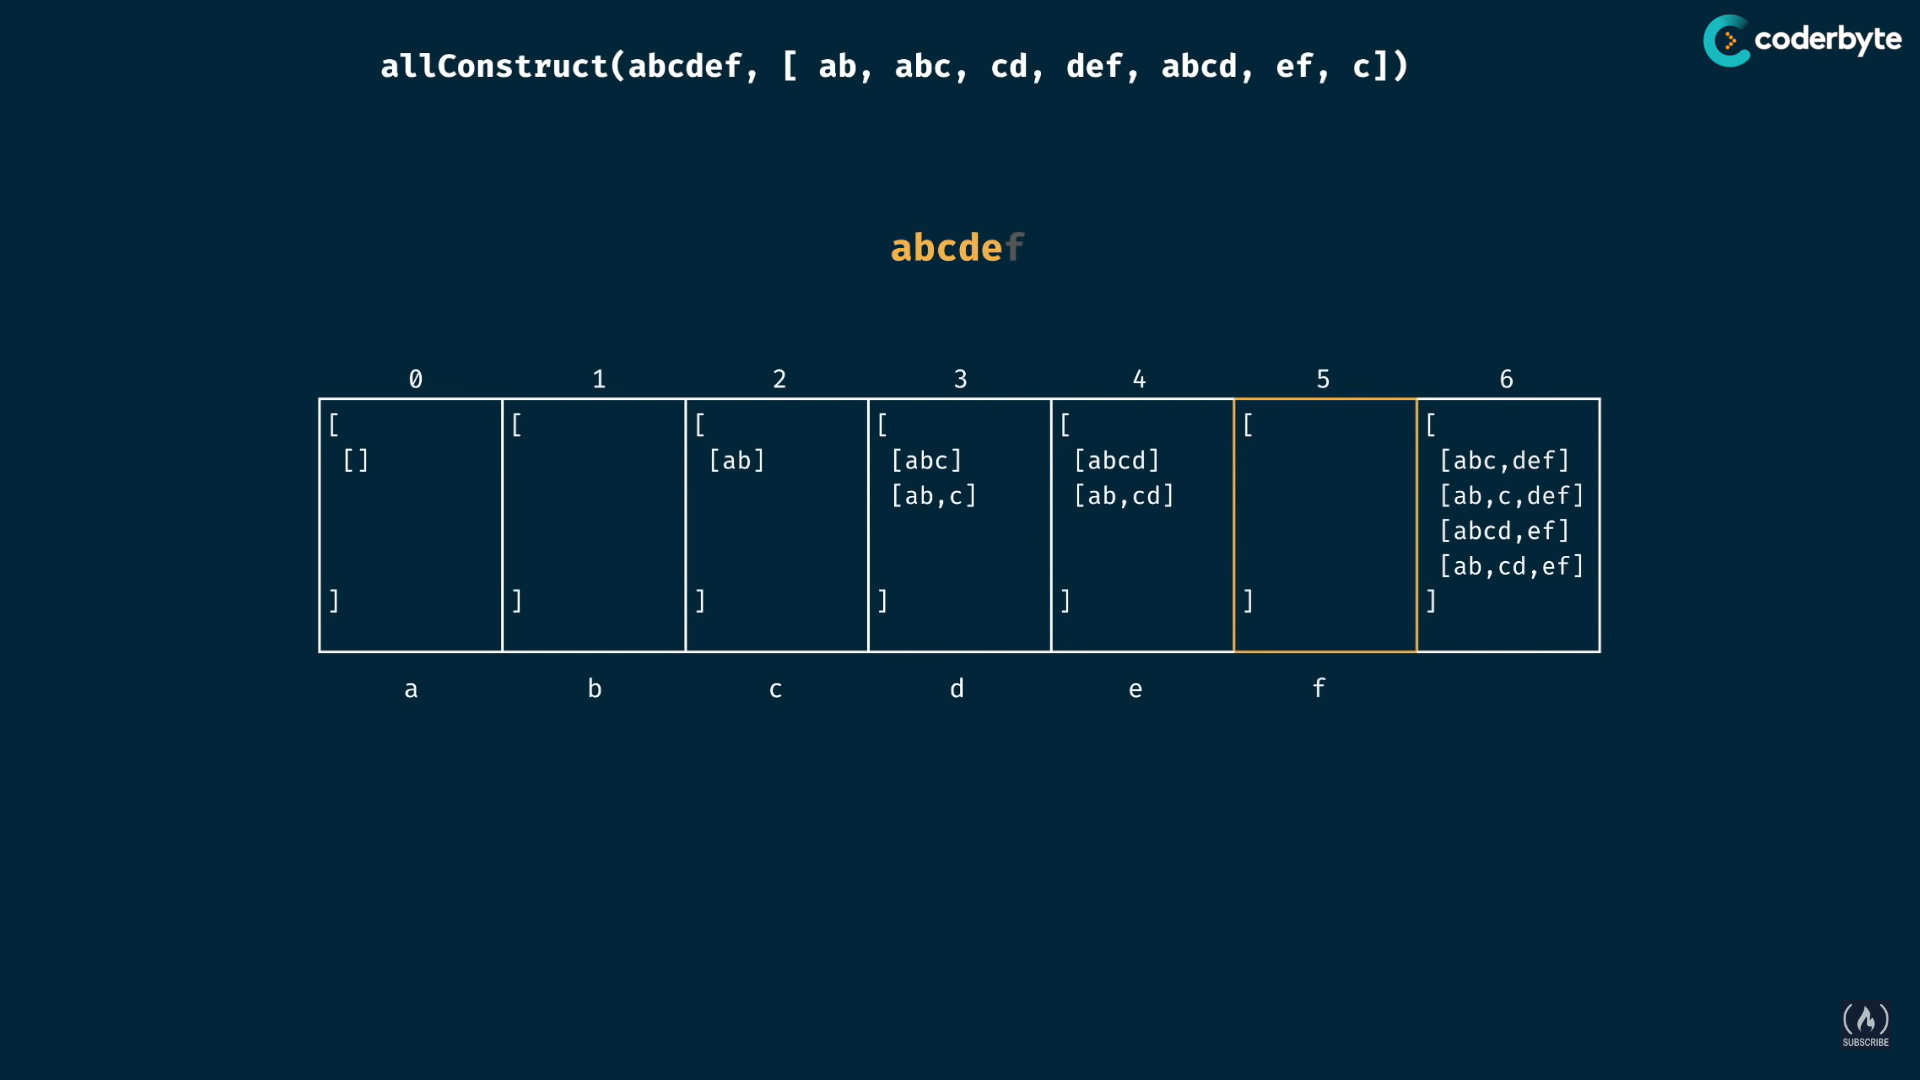 coderbyte
allConstruct(abcdef, [ ab, abc, cd, def, abcd, ef, c])
abcdef
0 1 2 3 4 5 6
[ [ [ [ [ [ [
[] [ab] [abc] [abcd] [abc,def]
[ab,c] [ab,cd] [ab,c,def]
[abcd,ef]
[ab,cd,ef]
] ] ] ] ] ] ]
a b c d e f
SUBSCRIBE